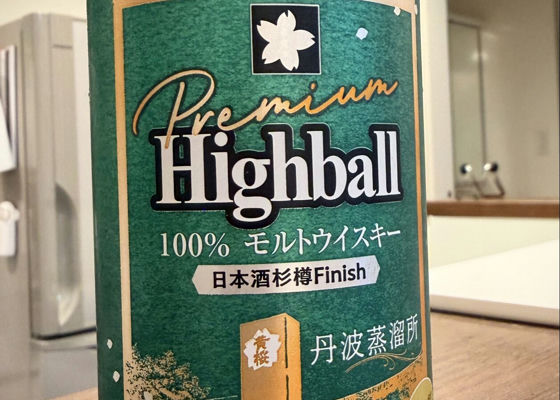 Premium
Highball
100% モルトウイスキー
日本酒杉樽Finish
黄桜
丹波蒸溜所